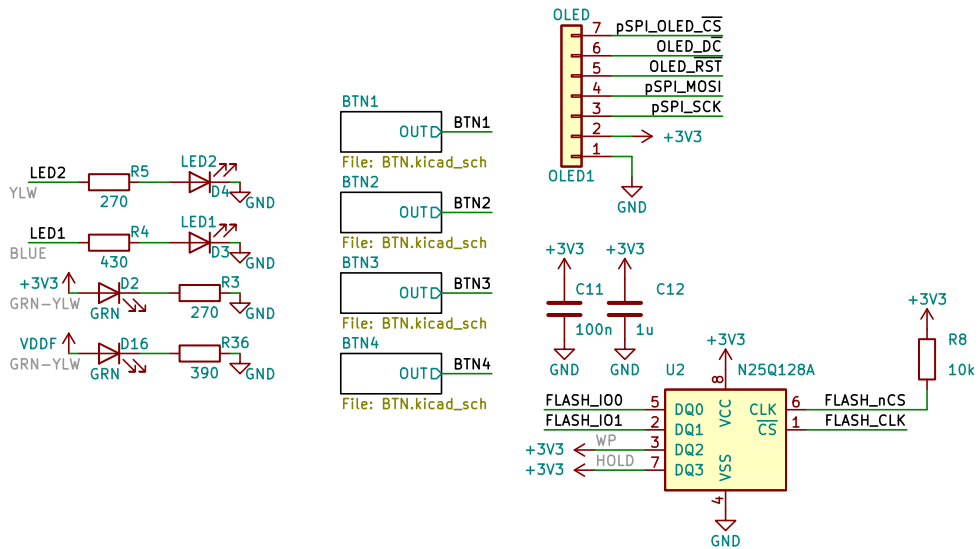 OLED
7 pSPI_OLED_CS
6 OLED_DC
5 OLED_RST
4 pSPI_MOSI
3 pSPI_SCK
2 +3V3
1
OLED1
GND
BTN1
OUT BTN1
File: BTN.kicad_sch
BTN2
OUT BTN2
File: BTN.kicad_sch
BTN3
OUT BTN3
File: BTN.kicad_sch
BTN4
OUT BTN4
File: BTN.kicad_sch
LED2 R5 LED2
YLW 270 D4 GND
LED1 R4 LED1
BLUE 430 D3 GND
+3V3 D2 R3
GRN-YLW GRN 270 GND
VDDF D16 R36
GRN-YLW GRN 390 GND
+3V3 +3V3
C11 C12
100n 1u
GND GND
+3V3
R8
10k
+3V3
U2 8 N25Q128A
FLASH_IO0 5 DQ0 VCC CLK 6 FLASH_nCS
FLASH_IO1 2 DQ1 CS 1 FLASH_CLK
+3V3 WP 3 DQ2
+3V3 HOLD 7 DQ3 VSS
4
GND